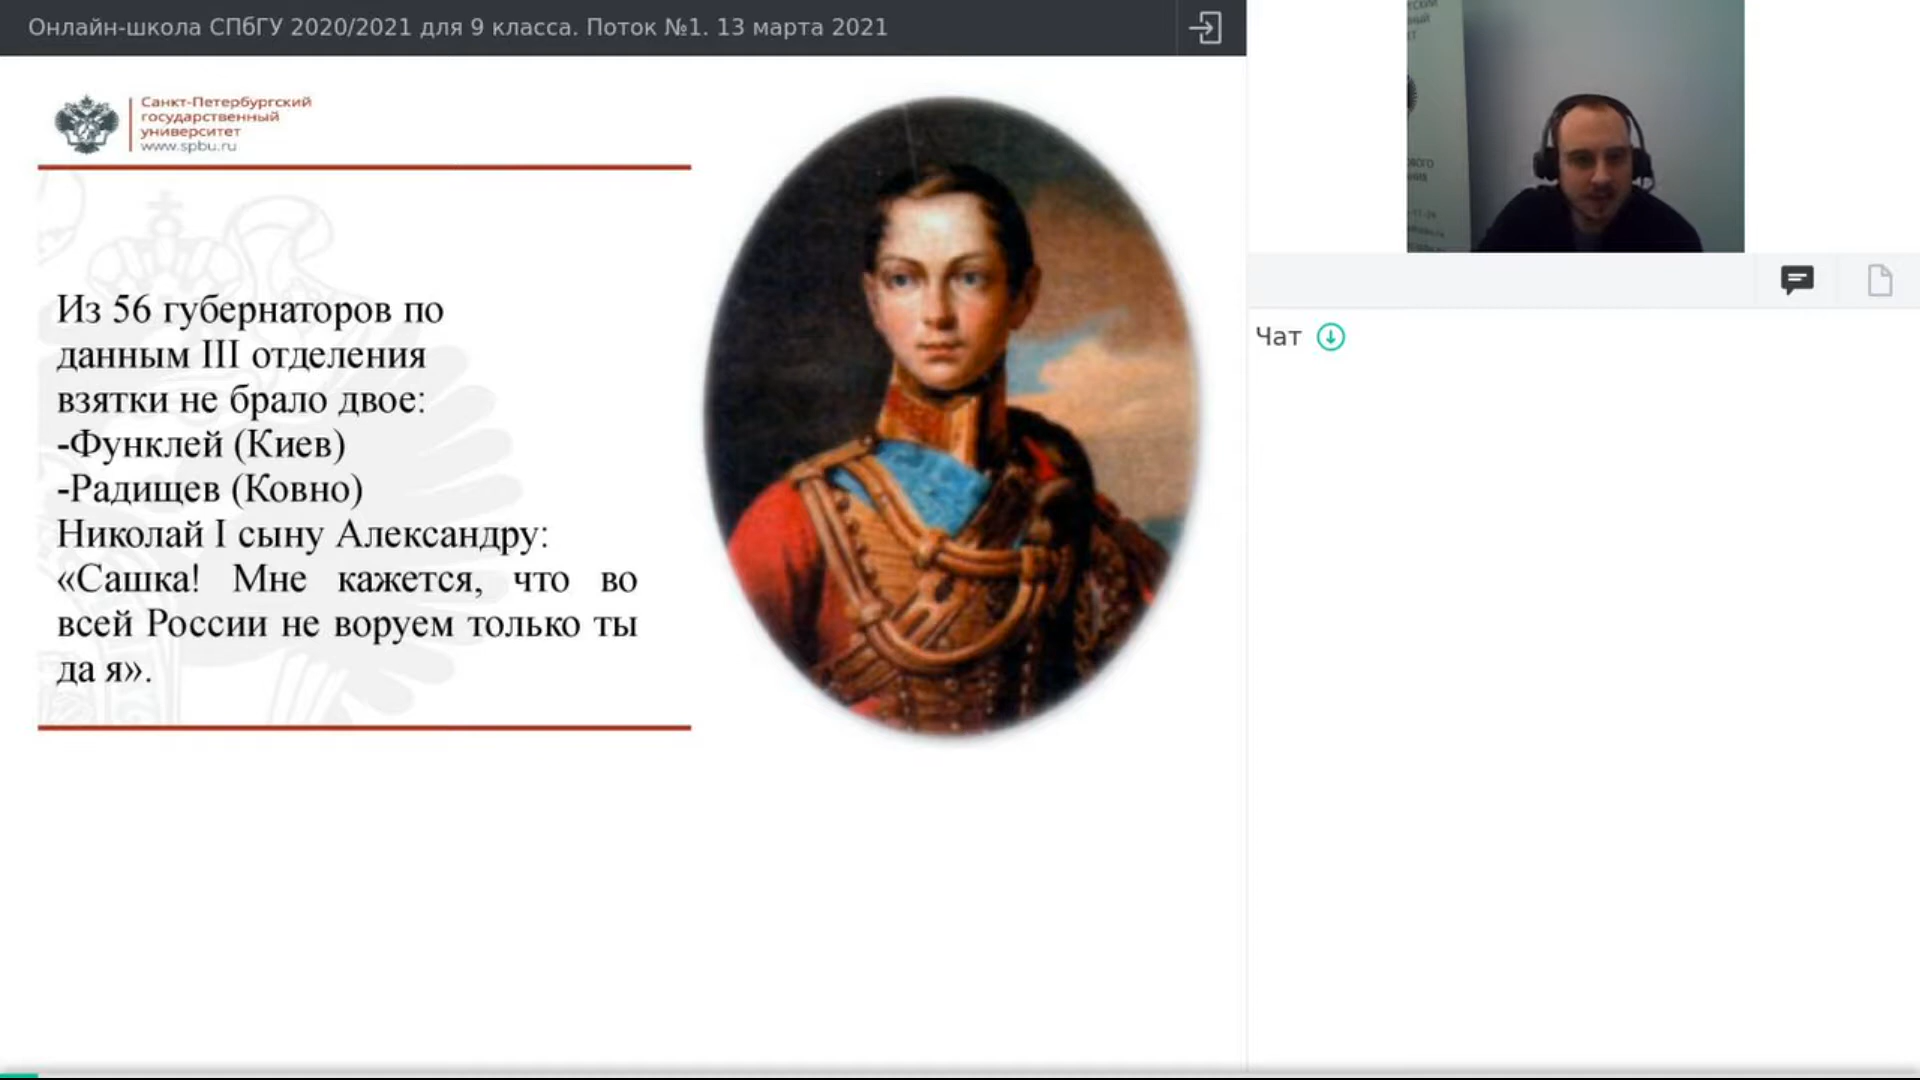 Онлайн-школа СПбГУ 2020/2021 для 9 класса. Поток №1. 13 марта 2021
Санкт-Петербургский
государственный
университет
www.spbu.ru
Из 56 губернаторов по
данным III отделения
взятки не брало двое:
-Функлей (Киев)
-Радищев (Ковно)
Николай I сыну Александру:
«Сашка! Мне кажется, что во
всей России не воруем только ты
да я».
Чат